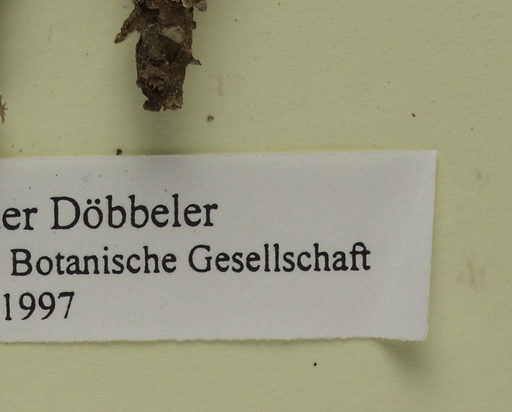 er Döbbeler
Botanische Gesellschaft
1997